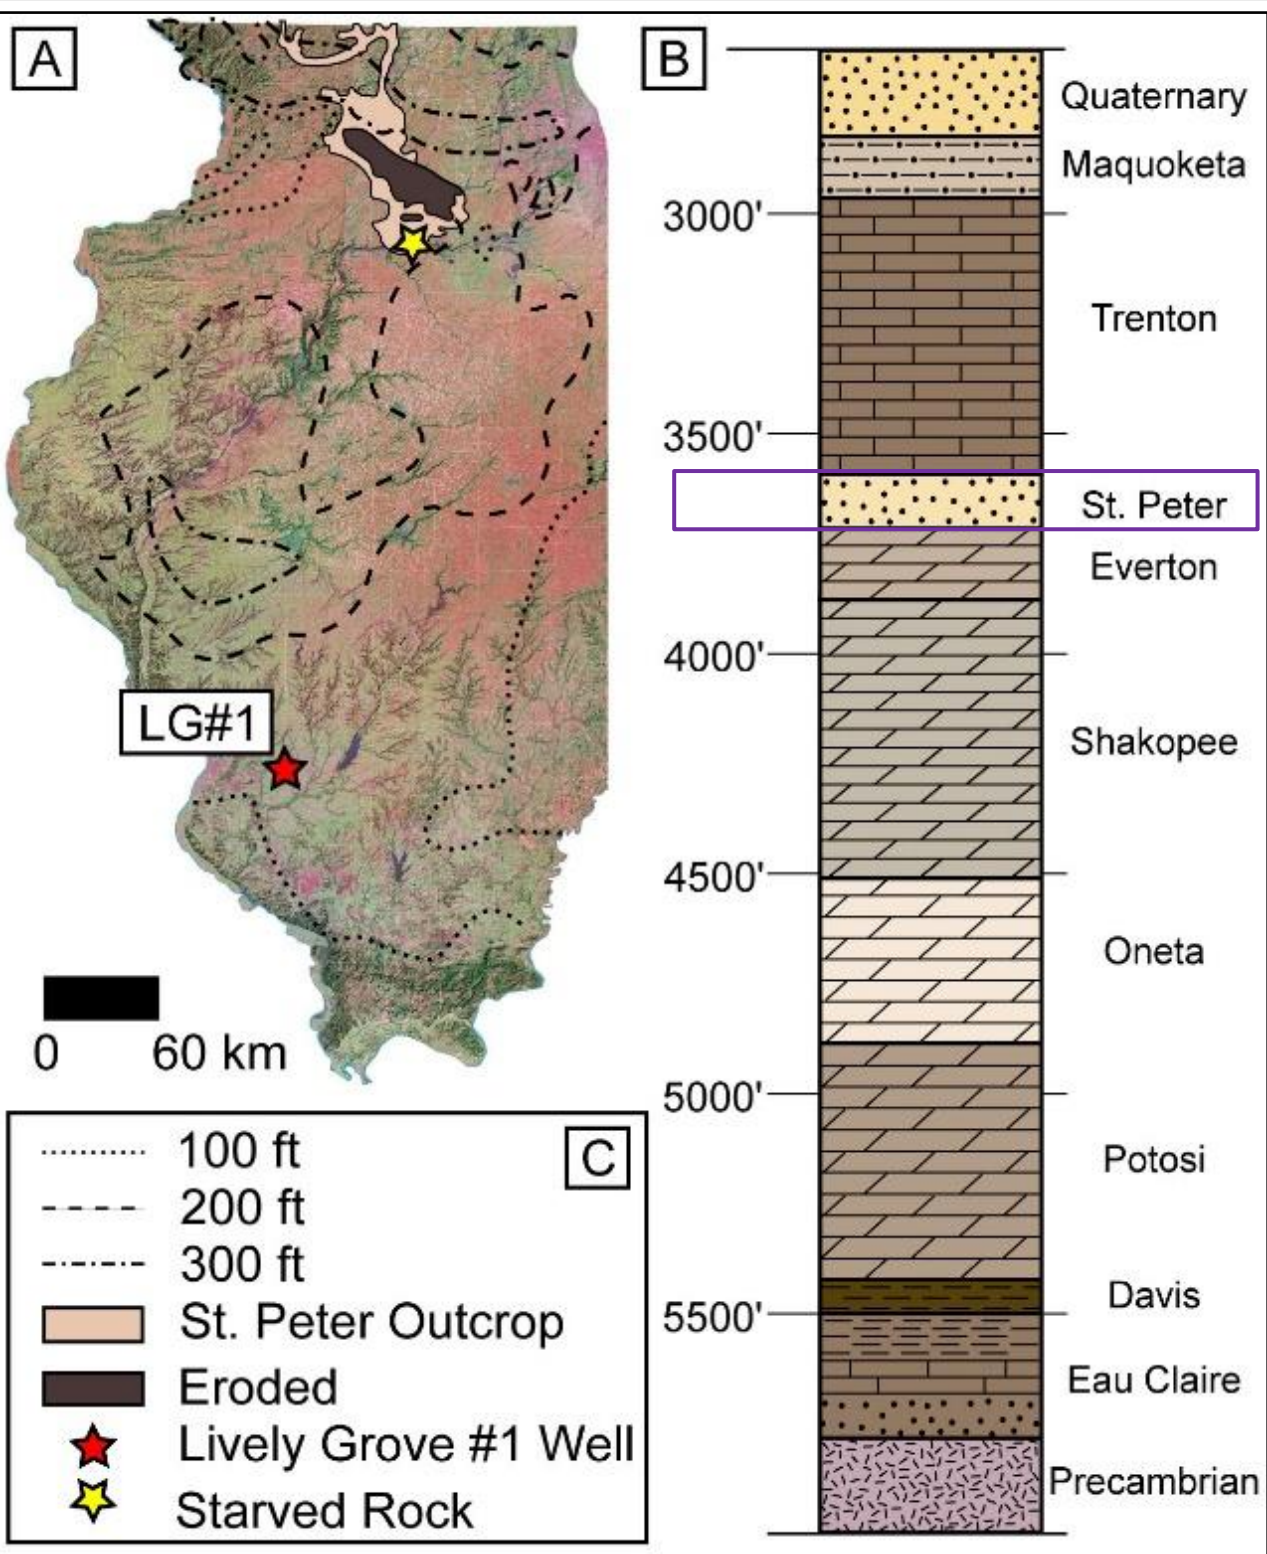 A
LG#1
0 60 km
B
Quaternary
Maquoketa
3000'
Trenton
3500'
St. Peter
Everton
4000'
Shakopee
4500'
Oneta
5000'
Potosi
Davis
5500'
Eau Claire
Precambrian
C
100 ft
200 ft
300 ft
St. Peter Outcrop
Eroded
Lively Grove #1 Well
Starved Rock